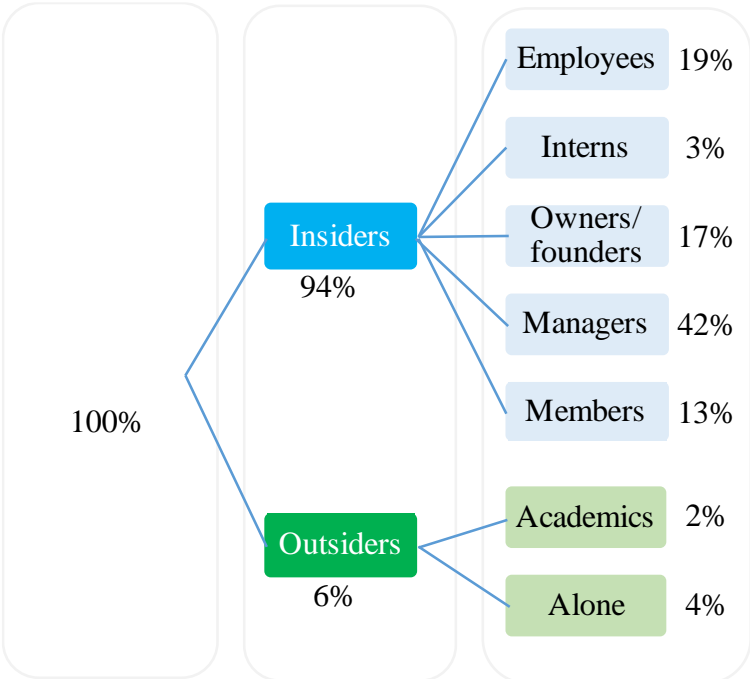 100%
Insiders
94%
Outsiders
6%
Employees 19%
Interns 3%
Owners/
founders 17%
Managers 42%
Members 13%
Academics 2%
Alone 4%